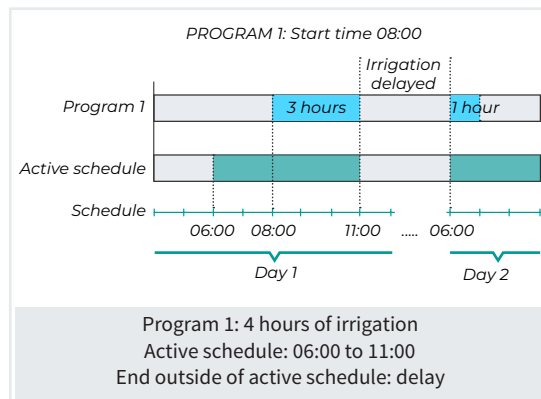 PROGRAM 1: Start time 08:00
Irrigation
delayed
Program 1
3 hours
1 hour
Active schedule
Schedule
06:00 08:00 11:00 ..... 06:00
Day 1 Day 2
Program 1: 4 hours of irrigation
Active schedule: 06:00 to 11:00
End outside of active schedule: delay